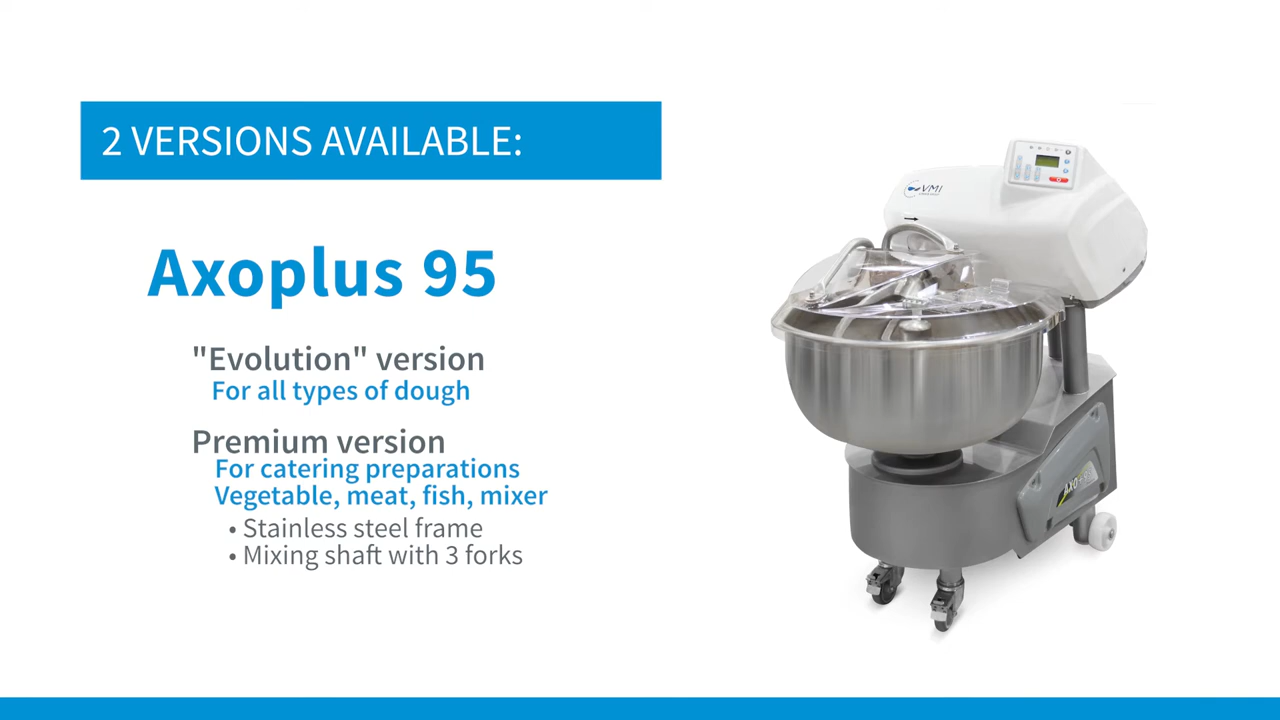 2 VERSIONS AVAILABLE:
Axoplus 95
"Evolution" version
For all types of dough
Premium version
For catering preparations
Vegetable, meat, fish, mixer
• Stainless steel frame
• Mixing shaft with 3 forks
VMI